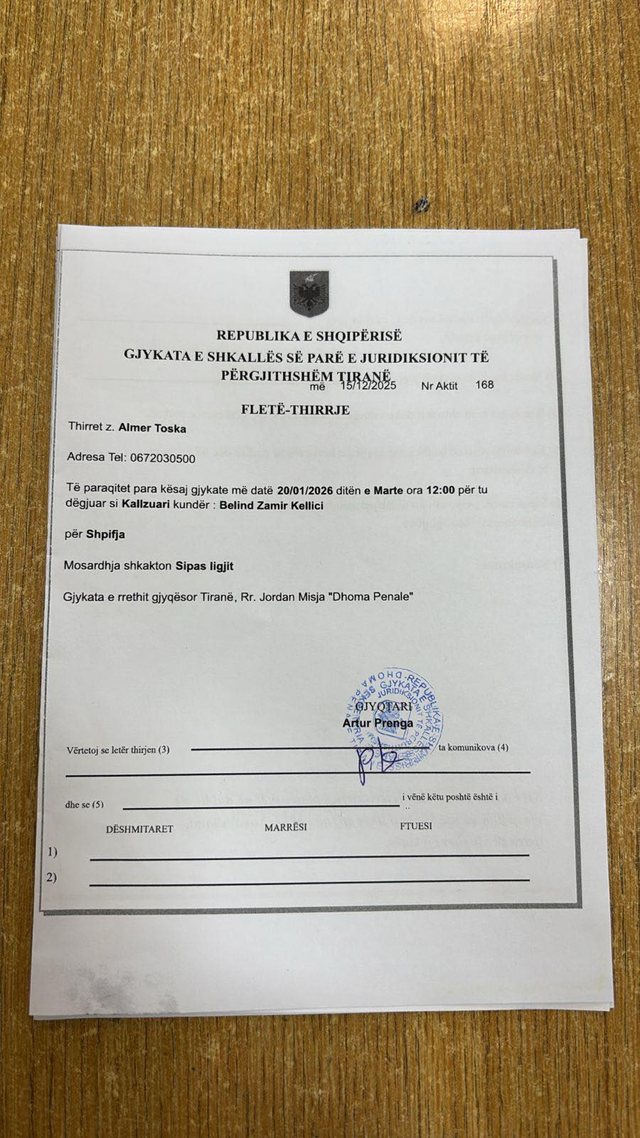 REPUBLIKA E SHQIPËRISË
GJYKATA E SHKALLËS SË PARË E JURIDIKSIONIT TË
PËRGJITHSHËM TIRANË
më 15/12/2025 Nr Aktit 168
FLETË-THIRRJE
Thirret z. Almer Toska
Adresa Tel: 0672030500
Të paraqitet para kësaj gjykate më datë 20/01/2026 ditën e Marte ora 12:00 për tu
dëgjuar si Kallzuari kundër : Belind Zamir Kellici
për Shpifja
Mosardhja shkakton Sipas ligjit
Gjykata e rrethit gjyqësor Tiranë, Rr. Jordan Misja "Dhoma Penale"
GJYQTARI
Artur Prenga
Vërtetoj se letër thirjen (3) ta komunikova (4)
dhe se (5) i vënë këtu poshtë është i
DËSHMITARET MARRËSI FTUESI
1)
2)